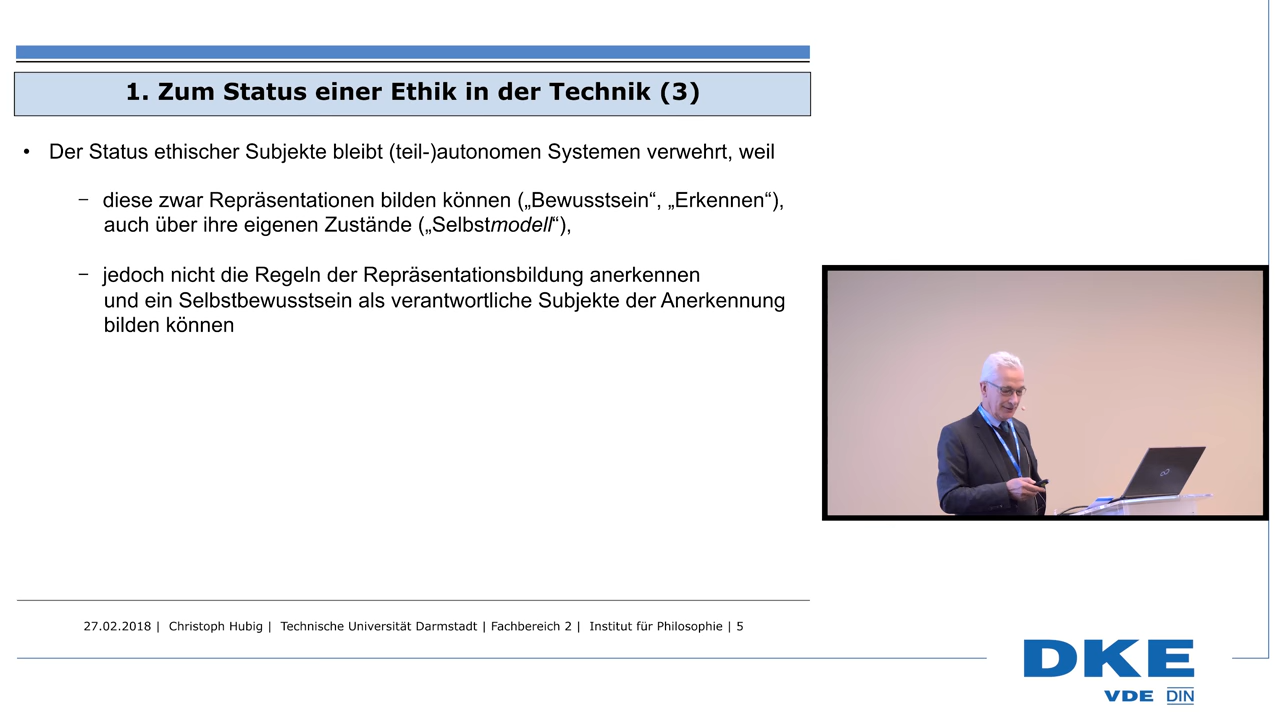 1. Zum Status einer Ethik in der Technik (3)
• Der Status ethischer Subjekte bleibt (teil-)autonomen Systemen verwehrt, weil
– diese zwar Repräsentationen bilden können („Bewusstsein“, „Erkennen“),
auch über ihre eigenen Zustände („Selbstmodell“),
– jedoch nicht die Regeln der Repräsentationsbildung anerkennen
und ein Selbstbewusstsein als verantwortliche Subjekte der Anerkennung
bilden können
27.02.2018 | Christoph Hubig | Technische Universität Darmstadt | Fachbereich 2 | Institut für Philosophie | 5
DKE
VDE DIN